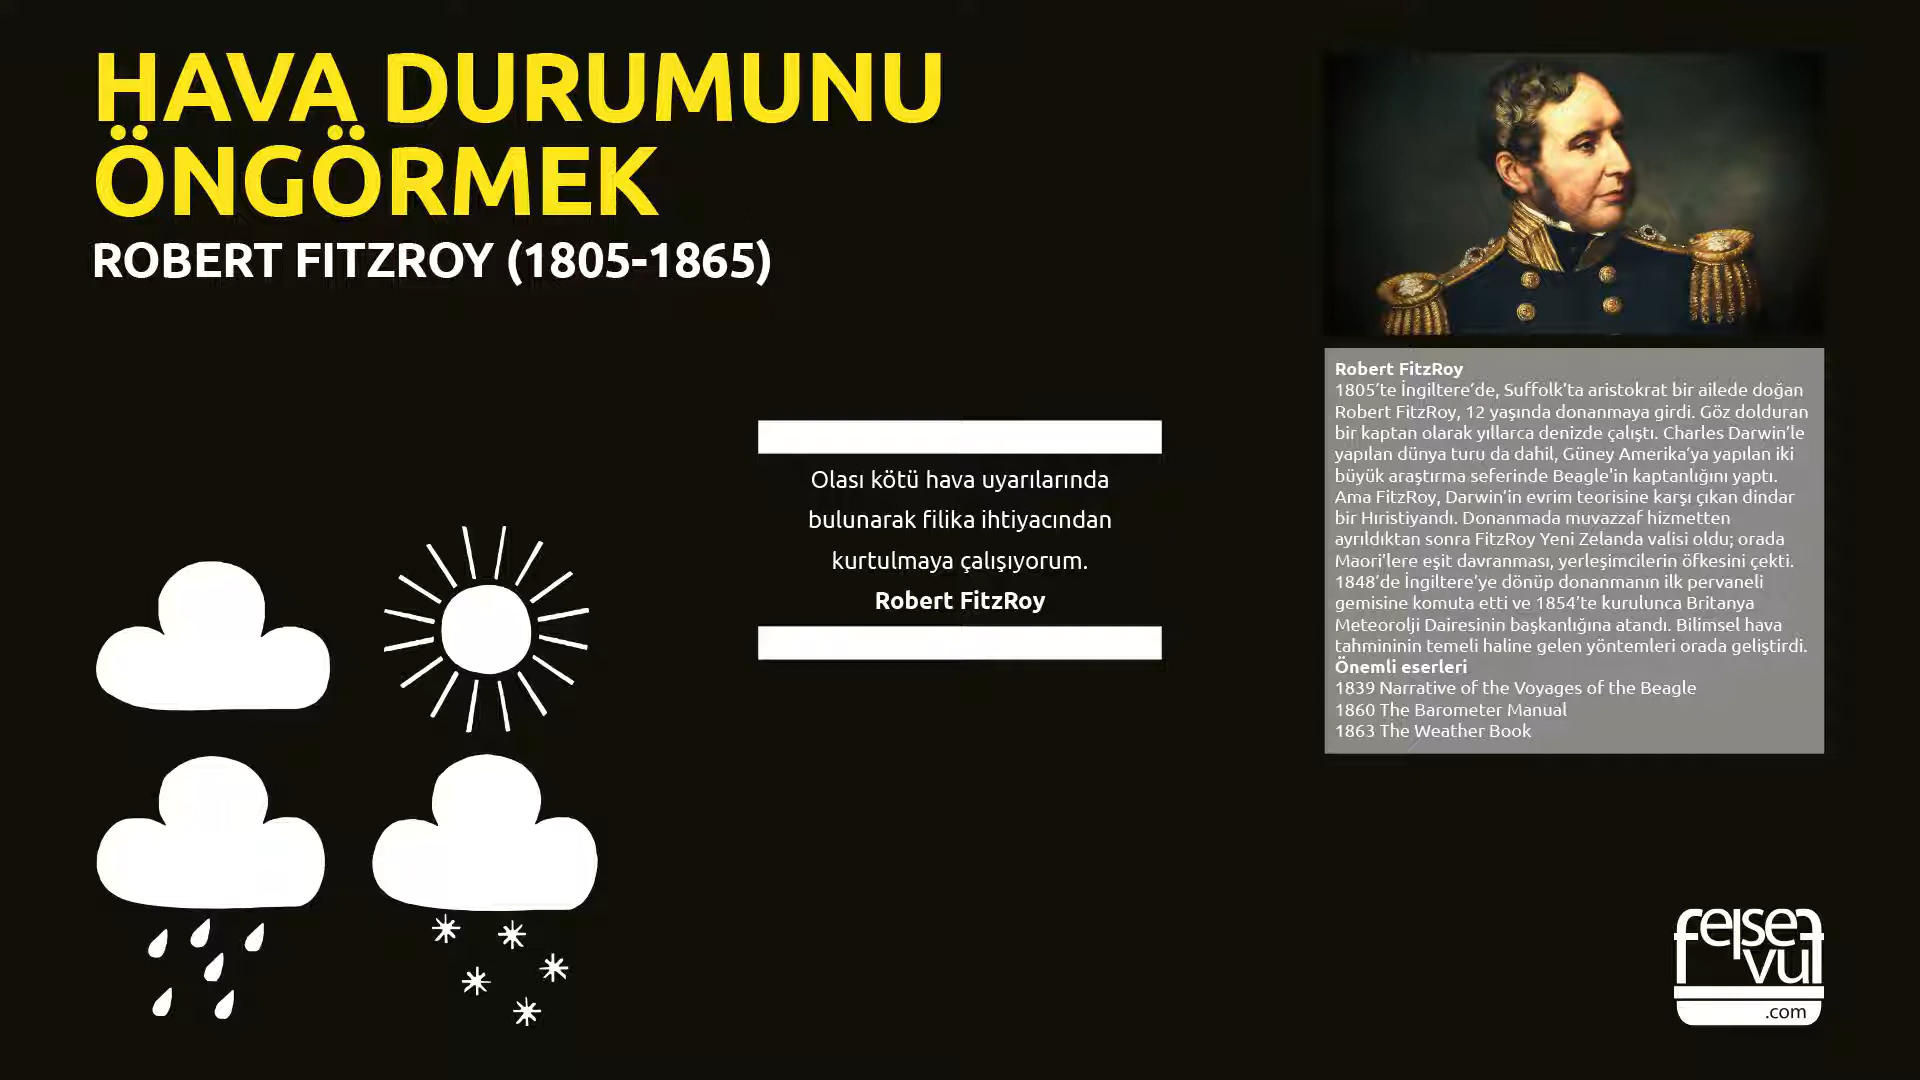 HAVA DURUMUNU
ÖNGÖRMEK
ROBERT FITZROY (1805-1865)
Olası kötü hava uyarılarında
bulunarak filika ihtiyacından
kurtulmaya çalışıyorum.
Robert FitzRoy
Robert FitzRoy
1805’te İngiltere’de, Suffolk’ta aristokrat bir ailede doğan
Robert FitzRoy, 12 yaşında donanmaya girdi. Göz dolduran
bir kaptan olarak yıllarca denizde çalıştı. Charles Darwin’le
yapılan dünya turu da dahil, Güney Amerika’ya yapılan iki
büyük araştırma seferinde Beagle'in kaptanlığını yaptı.
Ama FitzRoy, Darwin’in evrim teorisine karşı çıkan dindar
bir Hıristiyandı. Donanmada muvazzaf hizmetten
ayrıldıktan sonra FitzRoy Yeni Zelanda valisi oldu; orada
Maori’lere eşit davranması, yerleşimcilerin öfkesini çekti.
1848’de İngiltere’ye dönüp donanmanın ilk pervaneli
gemisine komuta etti ve 1854’te kurulunca Britanya
Meteorolji Dairesinin başkanlığına atandı. Bilimsel hava
tahmininin temeli haline gelen yöntemleri orada geliştirdi.
Önemli eserleri
1839 Narrative of the Voyages of the Beagle
1860 The Barometer Manual
1863 The Weather Book
felsef
vul
.com